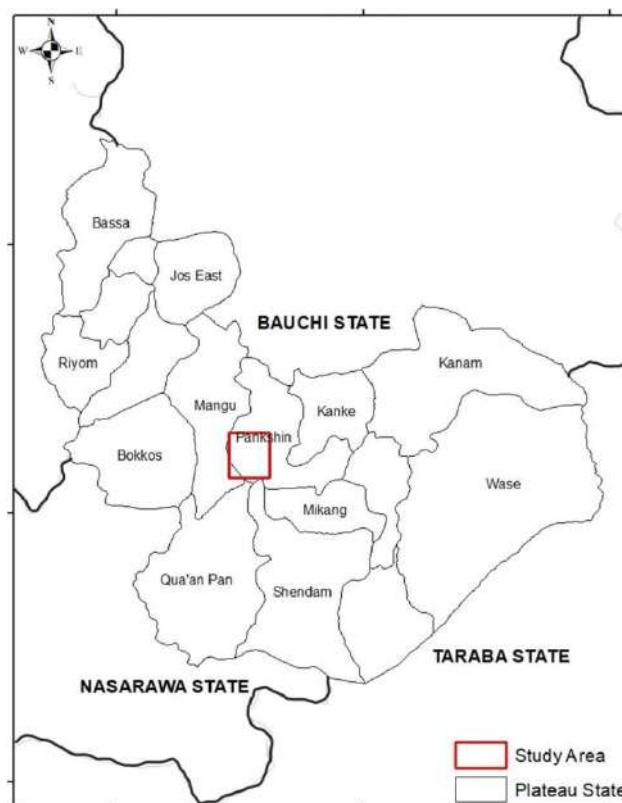 N
W E
S
Bassa
Jos East
BAUCHI STATE
Riyom
Kanam
Mangu
Kanke
Pankshin
Bokkos
Wase
Mikang
Qua'an Pan
Shendam
TARABA STATE
NASARAWA STATE
Study Area
Plateau State